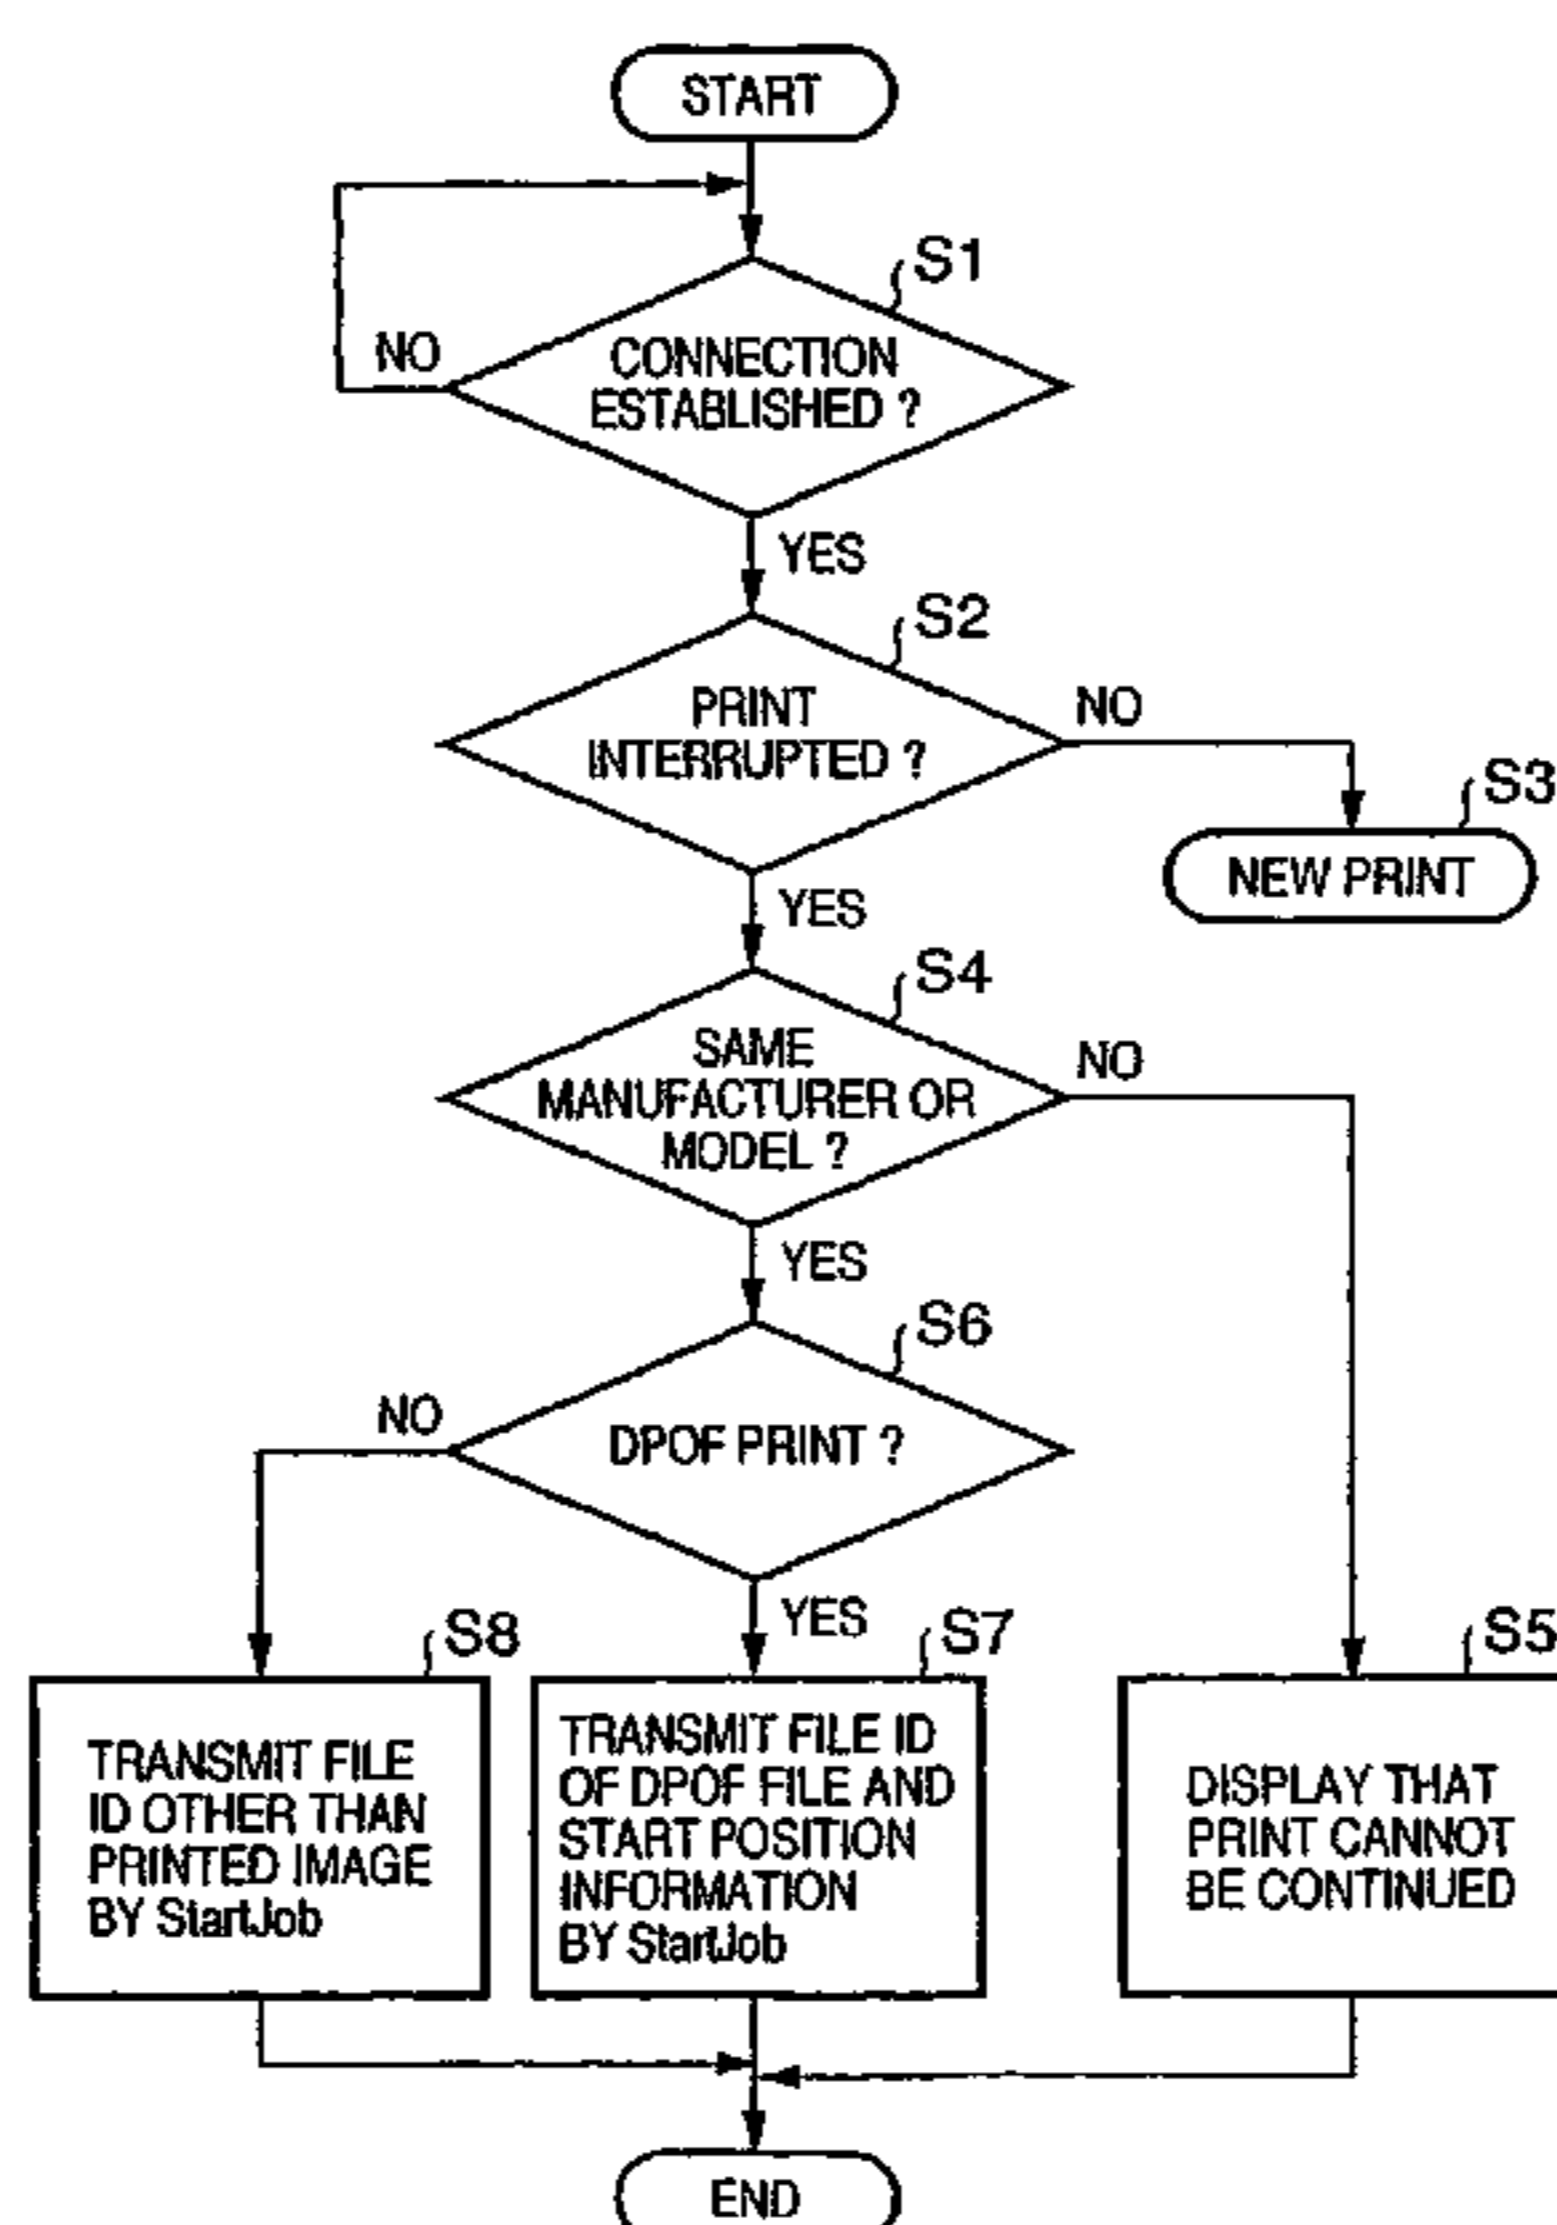 START
S1
NO
CONNECTION
ESTABLISHED ?
YES
S2
PRINT
INTERRUPTED ?
NO
S3
NEW PRINT
YES
S4
SAME
MANUFACTURER OR
MODEL ?
NO
YES
S6
NO
DPOF PRINT ?
YES
S8
TRANSMIT FILE
ID OTHER THAN
PRINTED IMAGE
BY StartJob
S7
TRANSMIT FILE ID
OF DPOF FILE AND
START POSITION
INFORMATION
BY StartJob
S5
DISPLAY THAT
PRINT CANNOT
BE CONTINUED
END